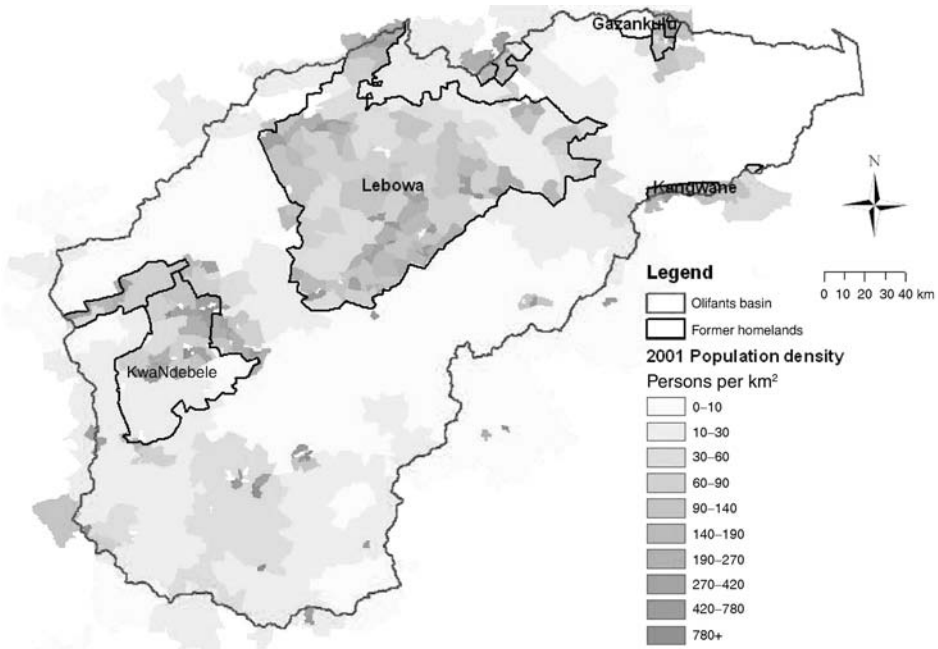 Gazankulu
Lebowa
Kangwane
N
KwaNdebele
Legend
Olifants basin
Former homelands
2001 Population density
Persons per km²
0–10
10–30
30–60
60–90
90–140
140–190
190–270
270–420
420–780
780+
0 10 20 30 40 km